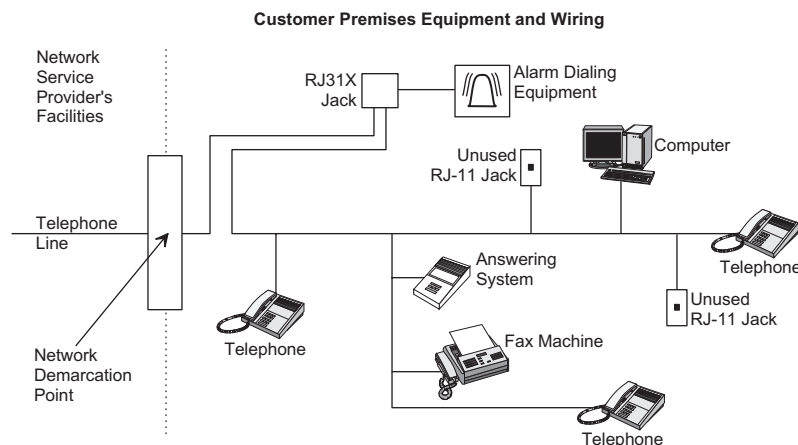 Customer Premises Equipment and Wiring
Network
Service
Provider's
Facilities
RJ31X
Jack
Alarm Dialing
Equipment
Unused
RJ-11 Jack
Computer
Telephone
Line
Telephone
Answering
System
Unused
RJ-11 Jack
Telephone
Fax Machine
Network
Demarcation
Point
Telephone